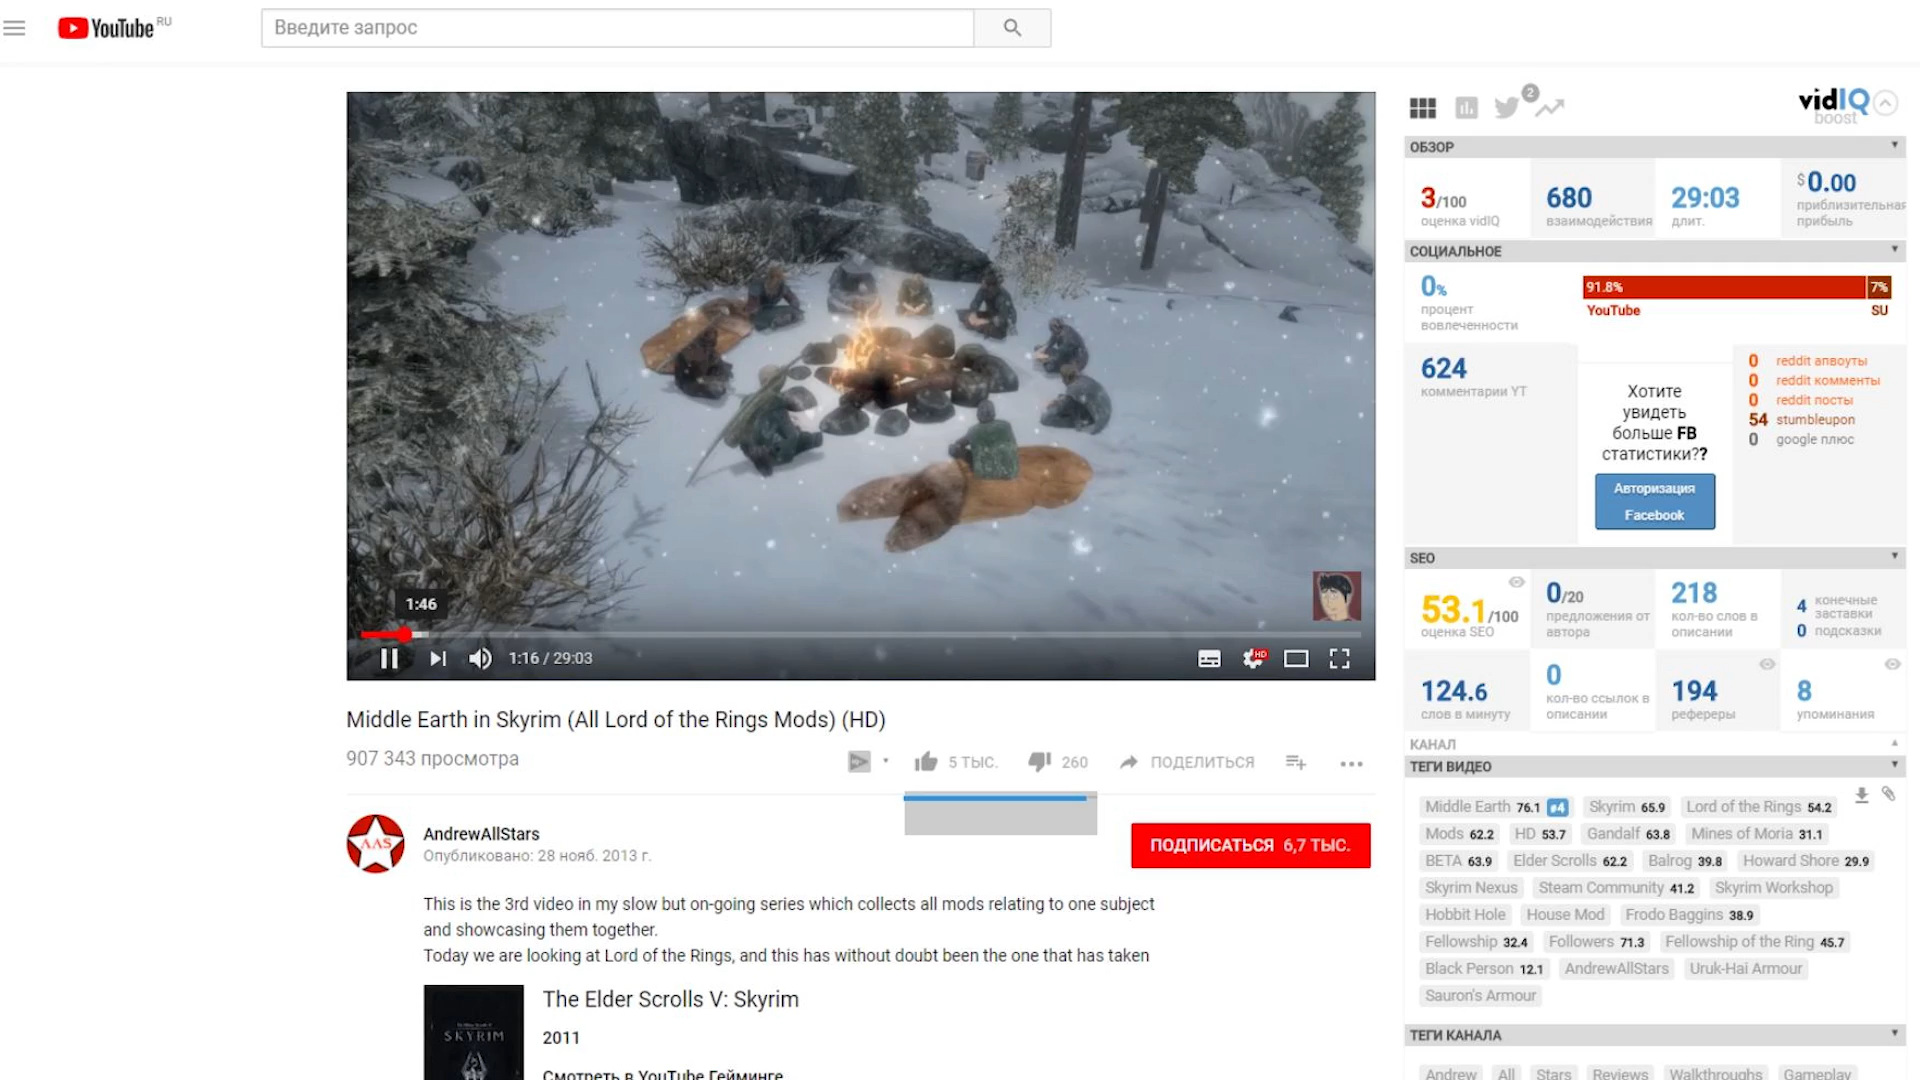 YouTube RU
Введите запрос
1:46
1:16 / 29:03
HD
Middle Earth in Skyrim (All Lord of the Rings Mods) (HD)
907 343 просмотра
5 ТЫС.
260
ПОДЕЛИТЬСЯ
AAS
AndrewAllStars
Опубликовано: 28 нояб. 2013 г.
ПОДПИСАТЬСЯ 6,7 ТЫС.
This is the 3rd video in my slow but on-going series which collects all mods relating to one subject
and showcasing them together.
Today we are looking at Lord of the Rings, and this has without doubt been the one that has taken
SKYRIM
The Elder Scrolls V: Skyrim
2011
Смотреть в YouTube Гейминге
2
vidIQ
boost
ОБЗОР
3/100
оценка vidIQ
680
взаимодействия
29:03
длит.
$0.00
приблизительная
прибыль
СОЦИАЛЬНОЕ
0%
процент
вовлеченности
91.8% 7%
YouTube SU
624
комментарии YT
Хотите
увидеть
больше FB
статистики??
Авторизация
Facebook
0 reddit апвоуты
0 reddit комменты
0 reddit посты
54 stumbleupon
0 google плюс
SEO
53.1/100
оценка SEO
0/20
предложения от
автора
218
кол-во слов в
описании
4 конечные
заставки
0 подсказки
124.6
слов в минуту
0
кол-во ссылок в
описании
194
рефереры
8
упоминания
КАНАЛ
ТЕГИ ВИДЕО
Middle Earth 76.1 #4 Skyrim 65.9 Lord of the Rings 54.2
Mods 62.2 HD 53.7 Gandalf 63.8 Mines of Moria 31.1
BETA 63.9 Elder Scrolls 62.2 Balrog 39.8 Howard Shore 29.9
Skyrim Nexus Steam Community 41.2 Skyrim Workshop
Hobbit Hole House Mod Frodo Baggins 38.9
Fellowship 32.4 Followers 71.3 Fellowship of the Ring 45.7
Black Person 12.1 AndrewAllStars Uruk-Hai Armour
Sauron's Armour
ТЕГИ КАНАЛА
Andrew All Stars Reviews Walkthroughs Gameplay